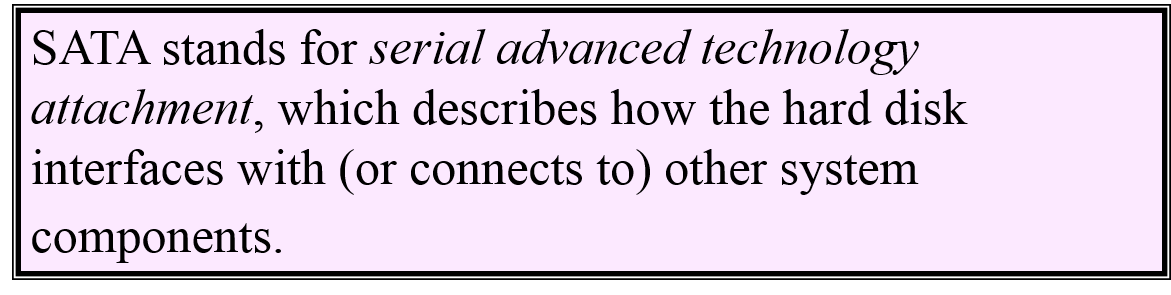 SATA stands for serial advanced technology
attachment, which describes how the hard disk
interfaces with (or connects to) other system
components.